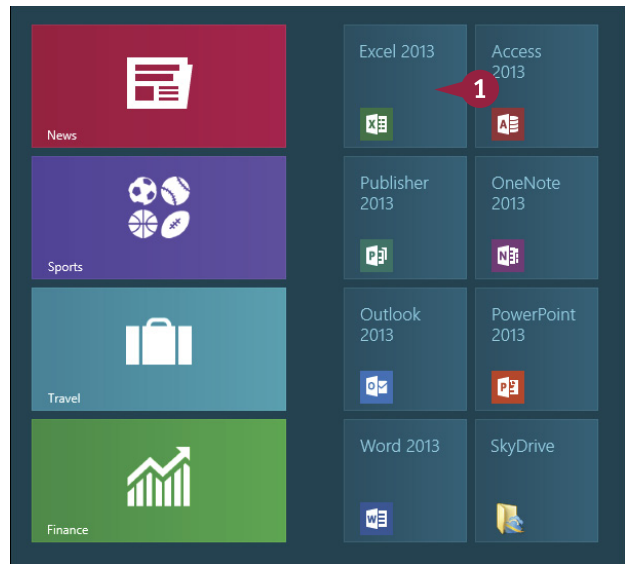 News
Sports
Travel
Finance
Excel 2013
1
Access
2013
Publisher
2013
OneNote
2013
Outlook
2013
PowerPoint
2013
Word 2013
SkyDrive